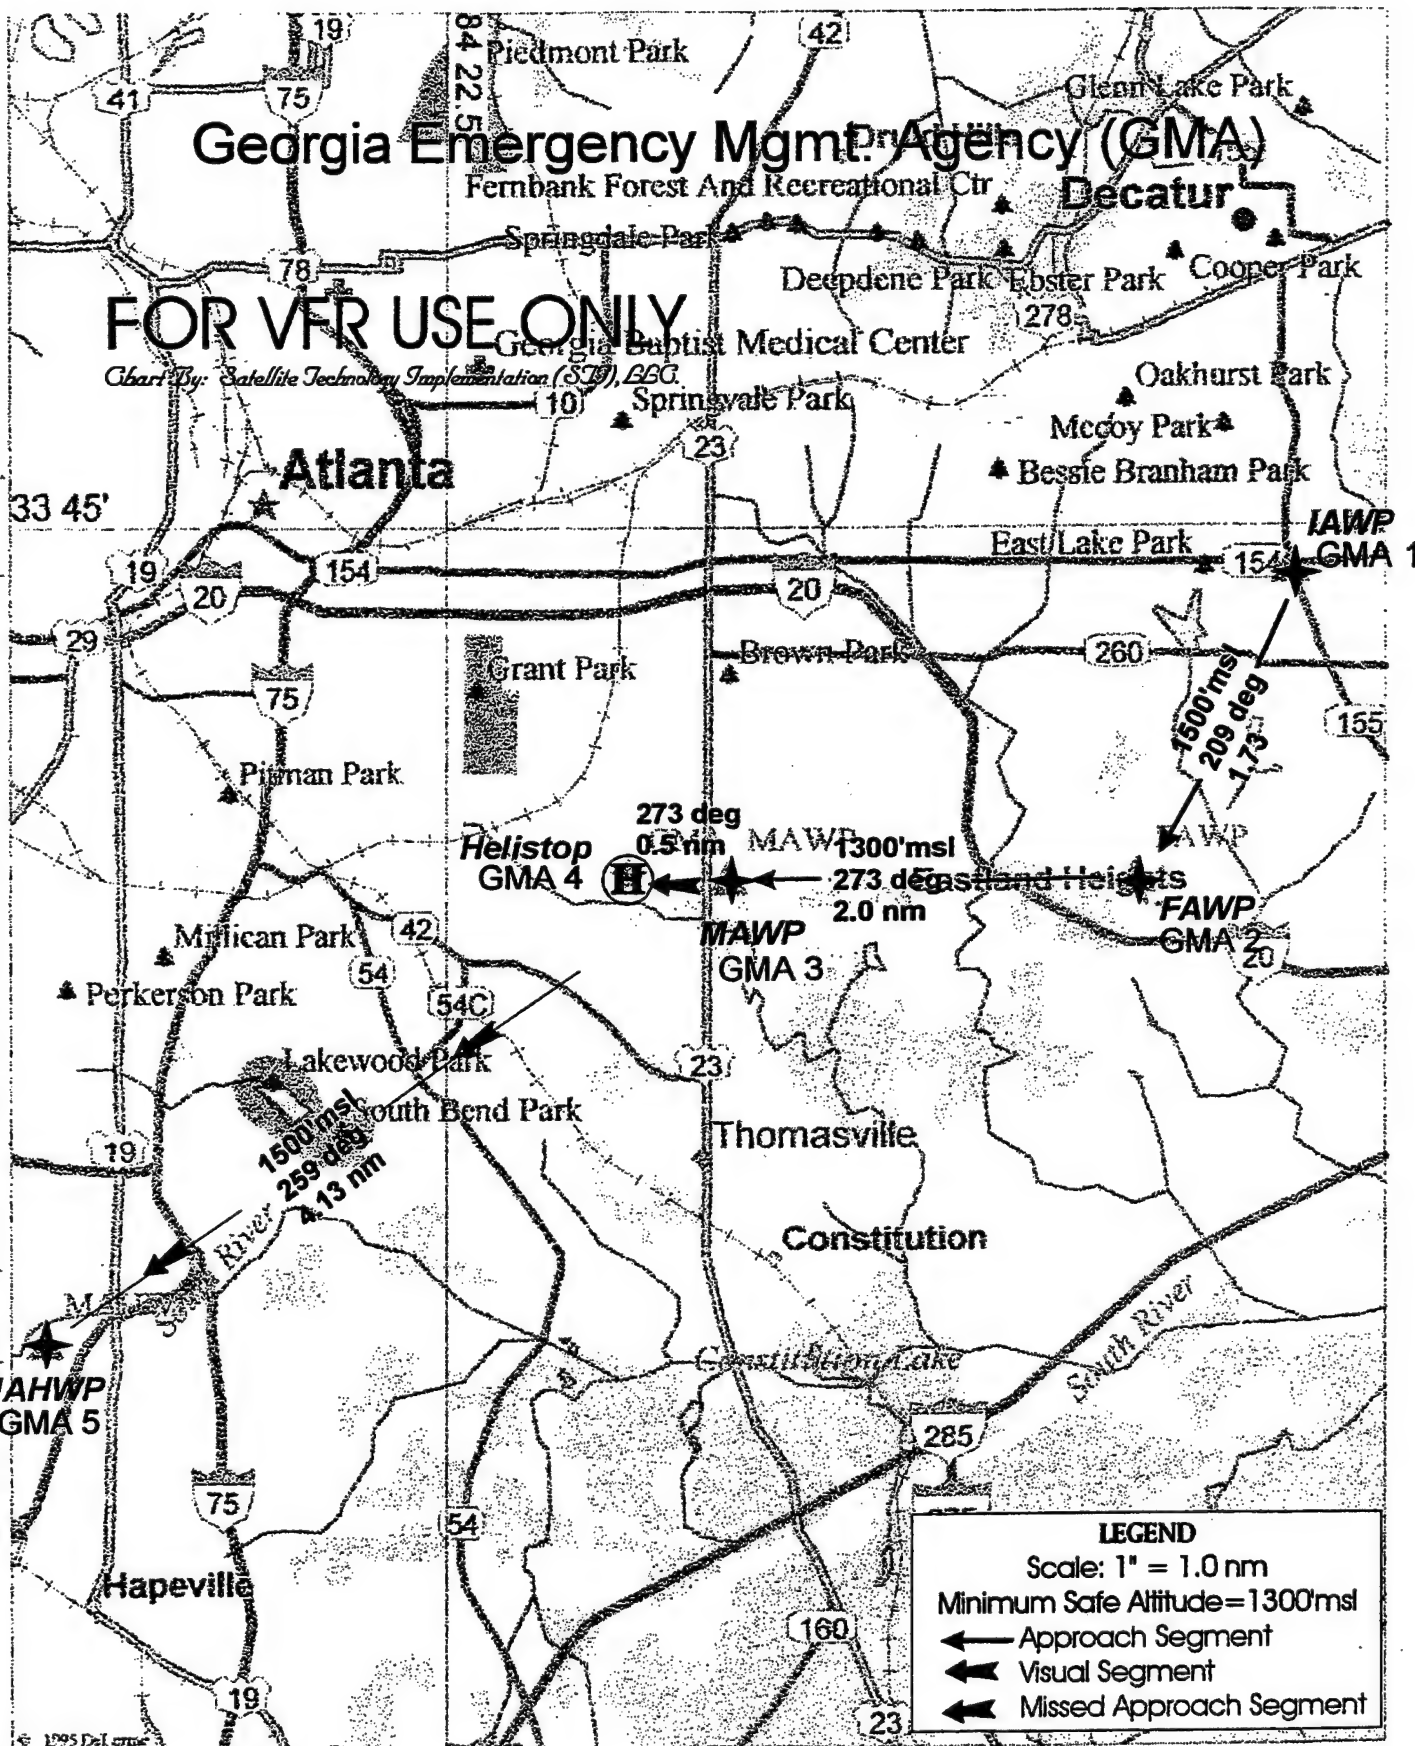 19
42
Piedmont Park
84 22.5
41
75
Glenn Lake Park
Georgia Emergency Mgmt. Agency (GMA)
Fernbank Forest And Recreational Ctr
Decatur
Springdale Park
78
Deepdene Park
Ebster Park
Cooper Park
278
FOR VFR USE ONLY
Georgia Baptist Medical Center
Chart By: Satellite Technology Implementation (STI), LLC.
10
Springvale Park
Oakhurst Park
Mccoy Park
23
Atlanta
Bessie Branham Park
33 45'
IAWP
GMA 1
East Lake Park
154
19
154
20
20
29
Grant Park
Brown Park
260
75
155
1500'msl
209 deg
1.73
Pitman Park
273 deg
0.5 nm
MAWP
1300'msl
273 deg
2.0 nm
FAWP
Helistop
GMA 4
Eastland Heights
FAWP
GMA 2
20
MAWP
GMA 3
42
Millican Park
54
54C
Perkerson Park
Lakewood Park
23
South Bend Park
1500'msl
259 deg
4.13 nm
Thomasville
19
River
Constitution
South River
Constitution Lake
MAHWP
GMA 5
285
75
54
LEGEND
Scale: 1" = 1.0 nm
Minimum Safe Altitude=1300'msl
Approach Segment
Visual Segment
Missed Approach Segment
Hapeville
160
19
23